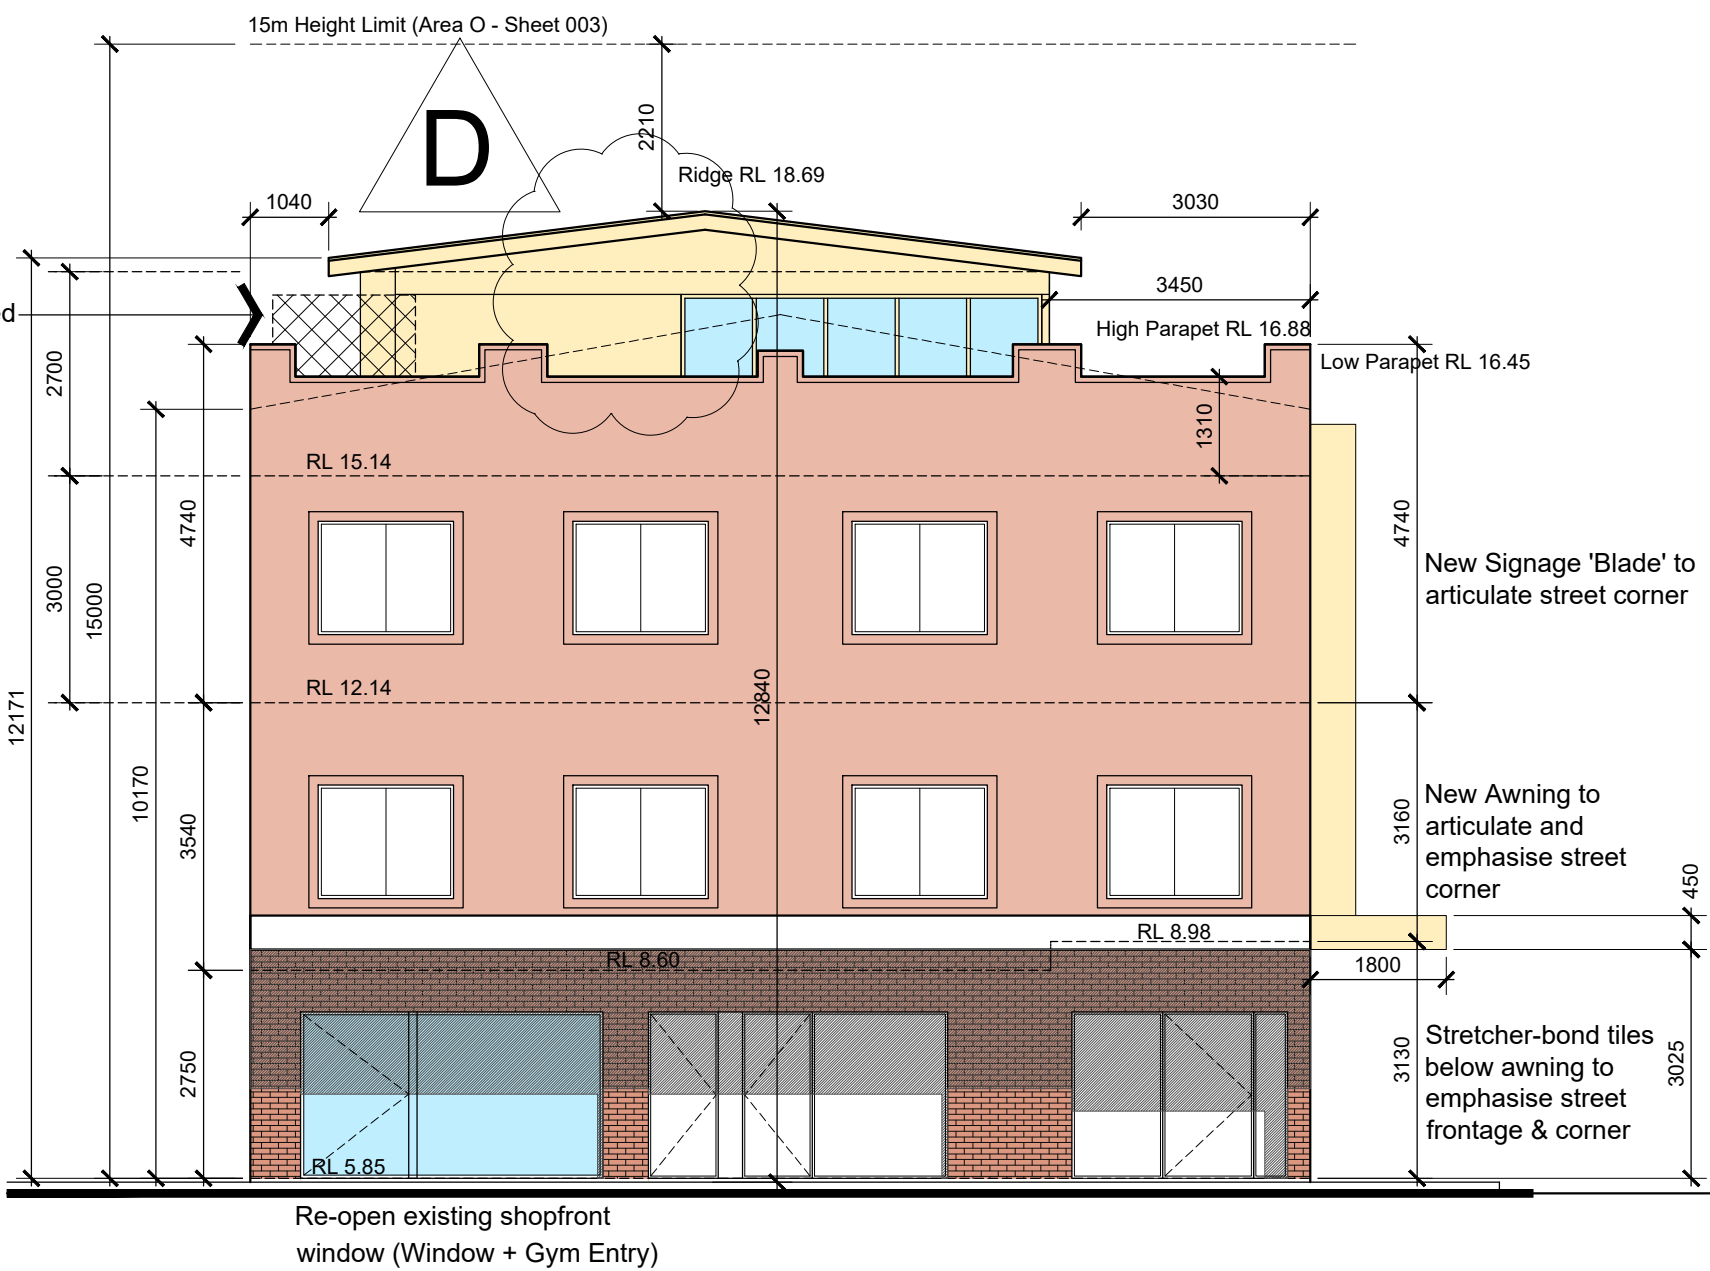 15m Height Limit (Area O - Sheet 003)
D
2210
Ridge RL 18.69
1040
3030
3450
ed
High Parapet RL 16.88
Low Parapet RL 16.45
2700
1310
RL 15.14
4740
4740
New Signage 'Blade' to
articulate street corner
3000
15000
RL 12.14
12840
12171
10170
3540
3160
New Awning to
articulate and
emphasise street
corner
450
RL 8.98
RL 8.60
1800
2750
3130
Stretcher-bond tiles
below awning to
emphasise street
frontage & corner
3025
RL 5.85
Re-open existing shopfront
window (Window + Gym Entry)